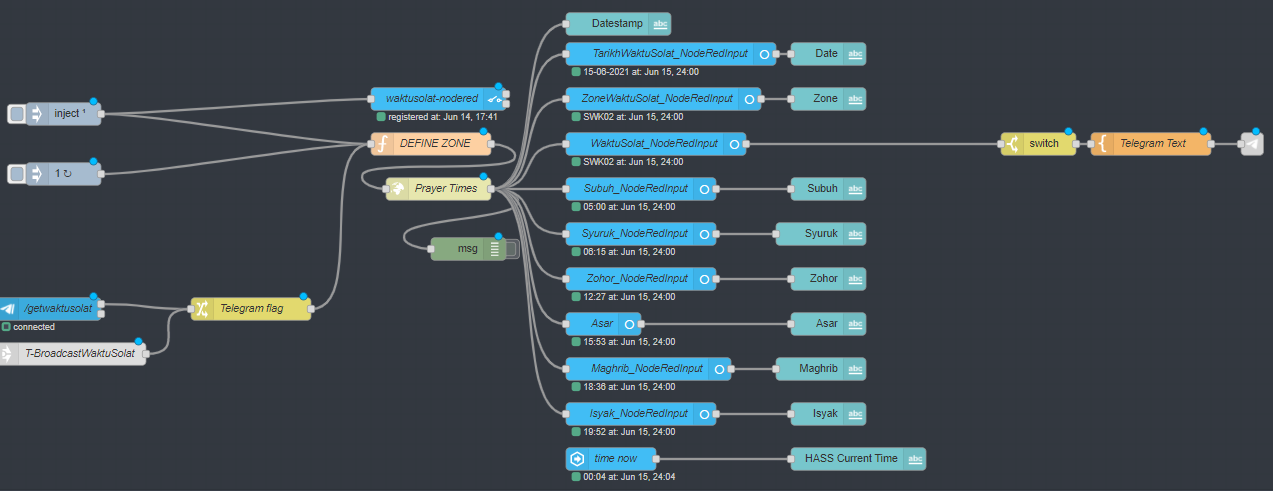 Datestamp
abc
TarikhWaktuSolat_NodeRedInput
Date
abc
15-06-2021 at: Jun 15, 24:00
inject ¹
waktusolat-nodered
registered at: Jun 14, 17:41
ZoneWaktuSolat_NodeRedInput
Zone
abc
SWK02 at: Jun 15, 24:00
DEFINE ZONE
WaktuSolat_NodeRedInput
SWK02 at: Jun 15, 24:00
switch
Telegram Text
1 ↻
Prayer Times
Subuh_NodeRedInput
Subuh
abc
05:00 at: Jun 15, 24:00
msg
Syuruk_NodeRedInput
Syuruk
abc
06:15 at: Jun 15, 24:00
Zohor_NodeRedInput
Zohor
abc
12:27 at: Jun 15, 24:00
/getwaktusolat
connected
Telegram flag
Asar
Asar
abc
15:53 at: Jun 15, 24:00
T-BroadcastWaktuSolat
Maghrib_NodeRedInput
Maghrib
abc
18:36 at: Jun 15, 24:00
Isyak_NodeRedInput
Isyak
abc
19:52 at: Jun 15, 24:00
time now
HASS Current Time
abc
00:04 at: Jun 15, 24:04